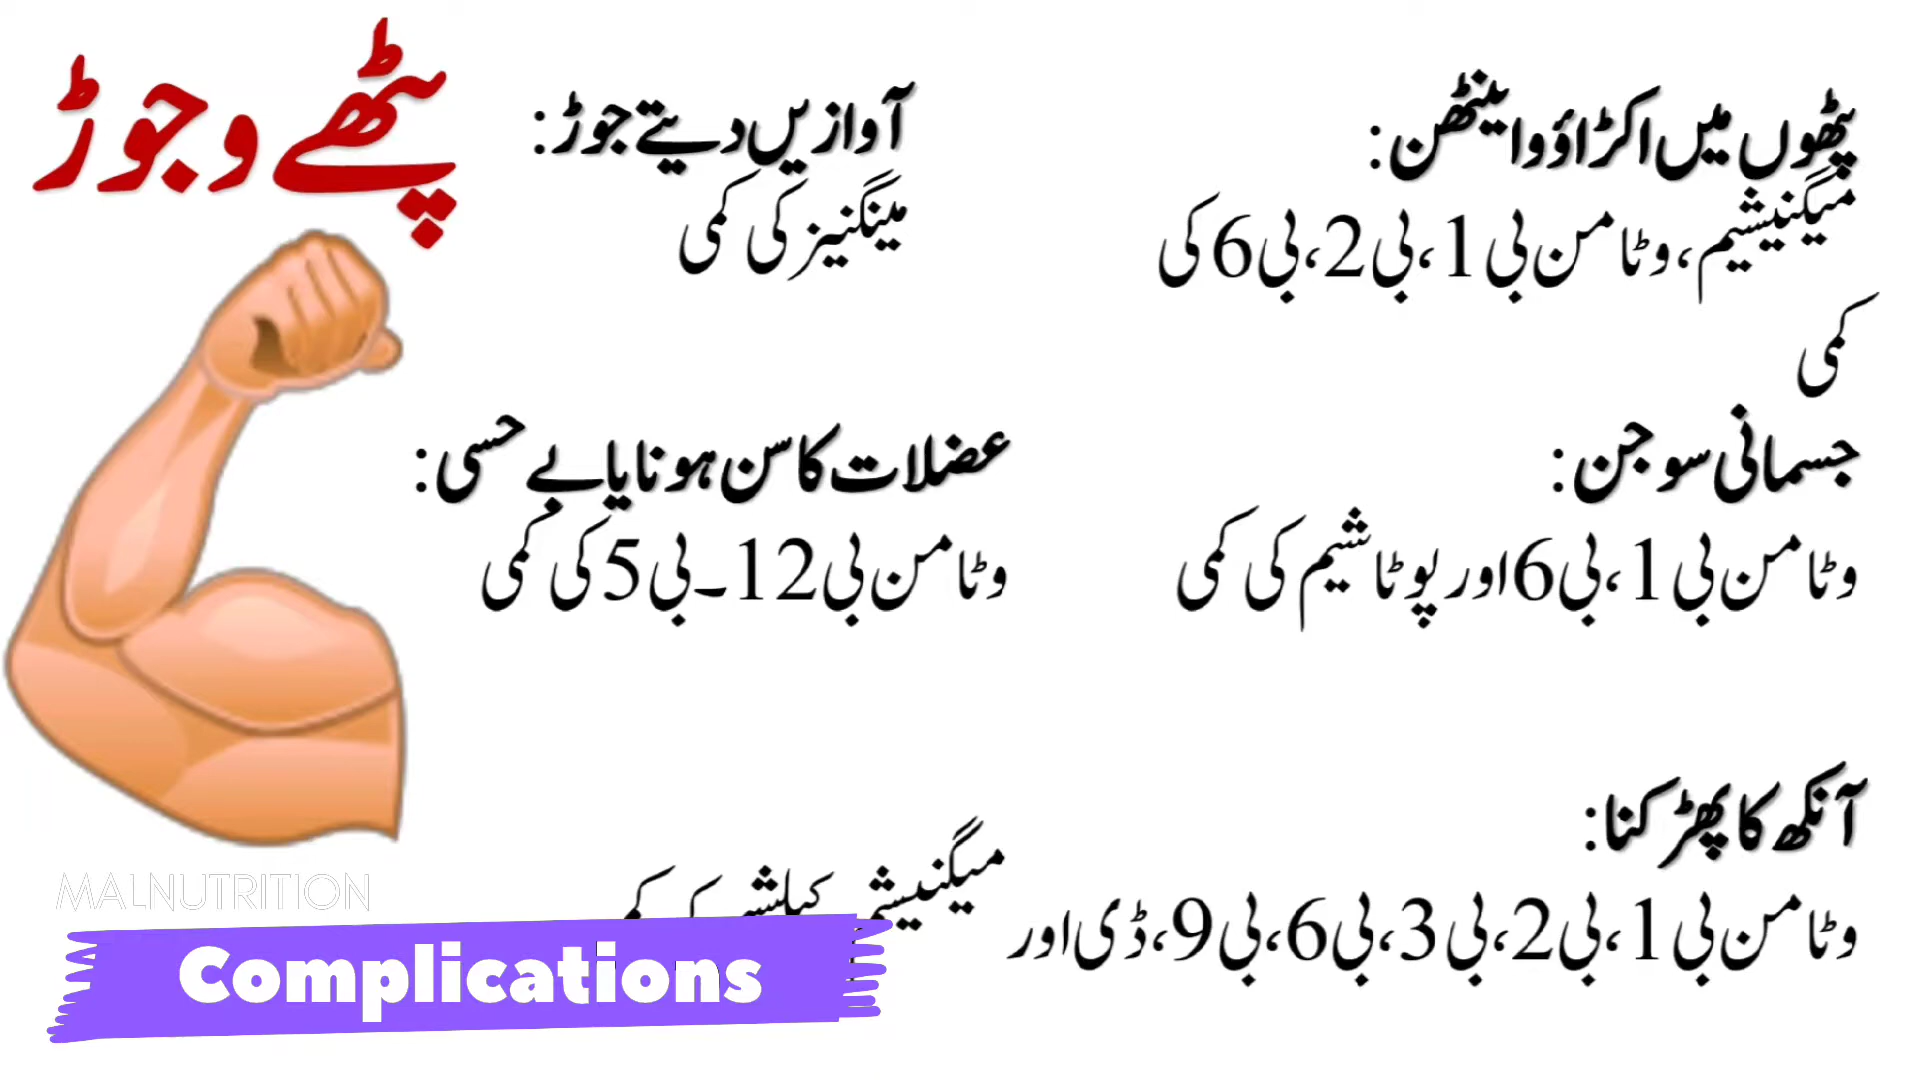 پٹھے و جوڑ
پٹھوں میں اکڑاؤ و اینٹھن:
میگنیشیم، وٹامن بی 1، بی 2، بی 6 کی
کمی
آوازیں دیتے جوڑ:
مینگنیز کی کمی
جسمانی سوجن:
وٹامن بی 1، بی 6 اور پوٹاشیم کی کمی
عضلات کا سن ہونا یا بے حسی:
وٹامن بی 12۔ بی 5 کی کمی
آنکھ کا پھڑکنا:
وٹامن بی 1، بی 2، بی 3، بی 6، بی 9، ڈی اور میگنیشیم
MALNUTRITION
Complications